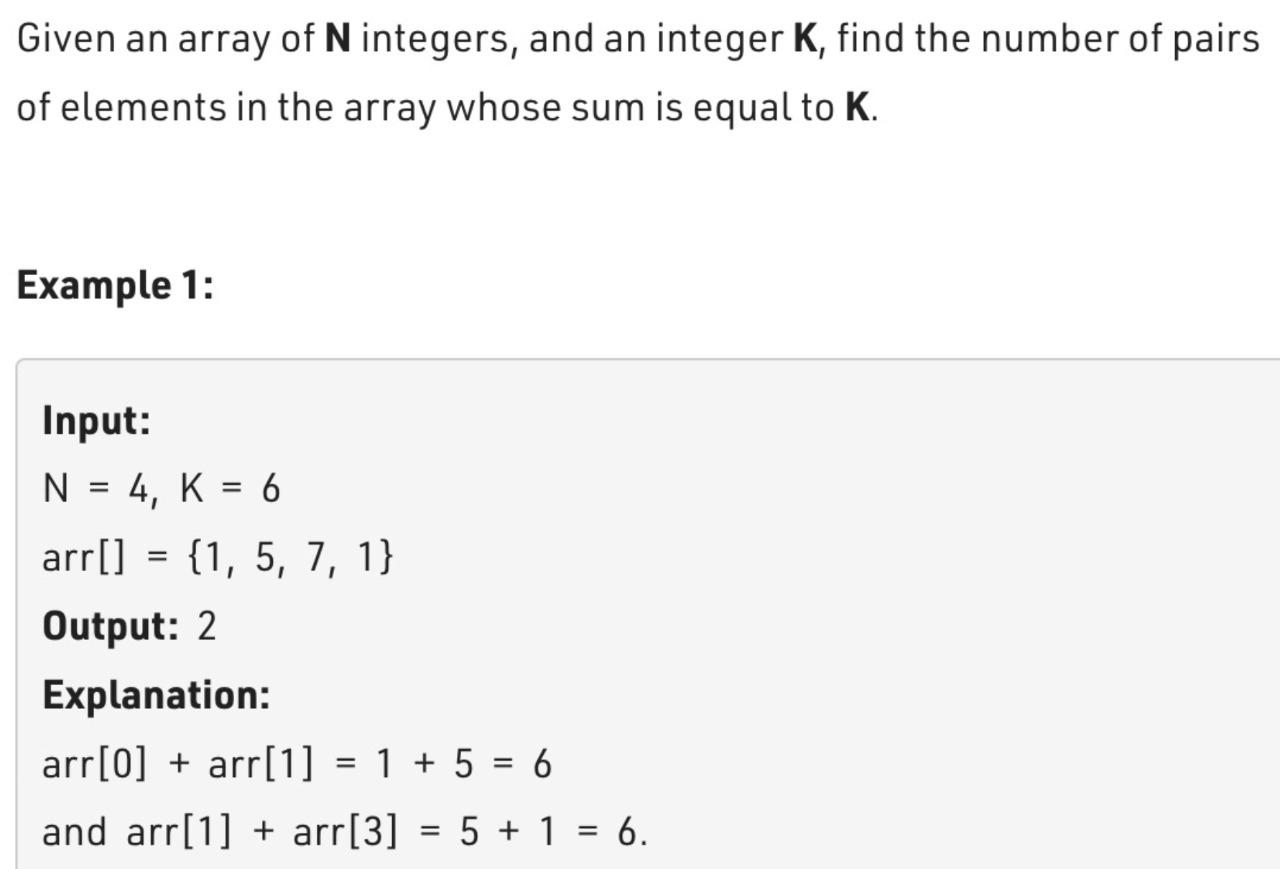 Given an array of N integers, and an integer K, find the number of pairs
of elements in the array whose sum is equal to K.
Example 1:
Input:
N = 4, K = 6
arr[] = {1, 5, 7, 1}
Output: 2
Explanation:
arr[0] + arr[1] = 1 + 5 = 6
and arr[1] + arr[3] = 5 + 1 = 6.